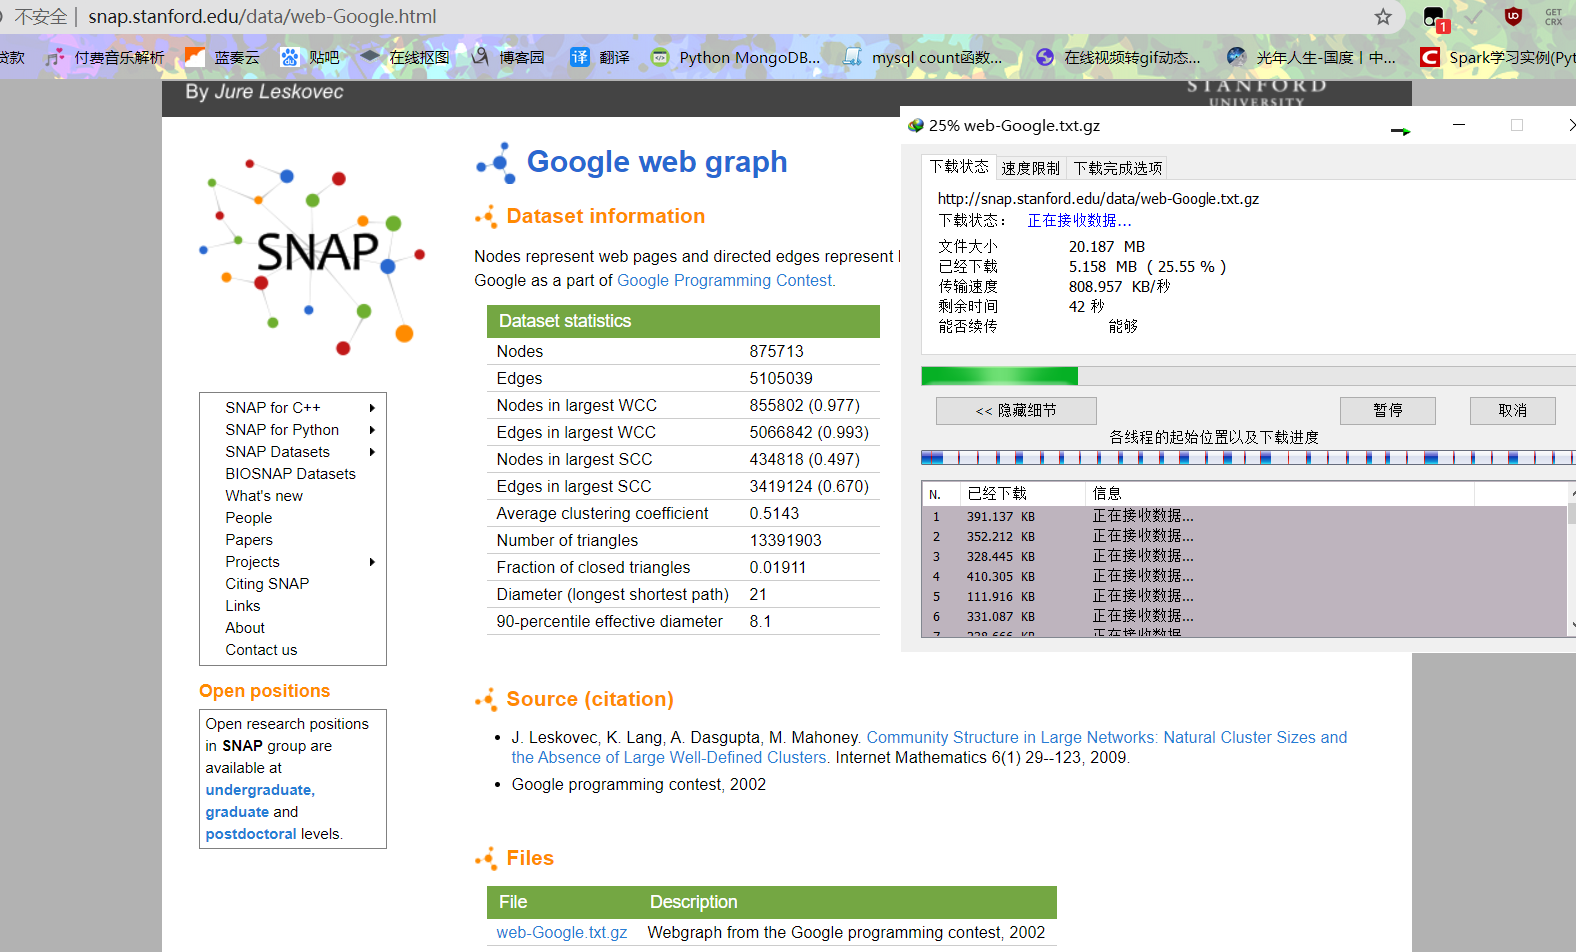 不安全 | snap.stanford.edu/data/web-Google.html
1
UD
GET
CRX
贷款 付费音乐解析 蓝奏云 贴吧 在线抠图 博客园 译 翻译 Python MongoDB... mysql count函数... 在线视频转gif动态... 光年人生-国度丨中... Spark学习实例(Pyt
By Jure Leskovec
STANFORD
UNIVERSITY
SNAP
SNAP for C++
SNAP for Python
SNAP Datasets
BIOSNAP Datasets
What's new
People
Papers
Projects
Citing SNAP
Links
About
Contact us
Open positions
Open research positions
in SNAP group are
available at
undergraduate,
graduate and
postdoctoral levels.
Google web graph
Dataset information
Nodes represent web pages and directed edges represent
Google as a part of Google Programming Contest.
Dataset statistics
Nodes 875713
Edges 5105039
Nodes in largest WCC 855802 (0.977)
Edges in largest WCC 5066842 (0.993)
Nodes in largest SCC 434818 (0.497)
Edges in largest SCC 3419124 (0.670)
Average clustering coefficient 0.5143
Number of triangles 13391903
Fraction of closed triangles 0.01911
Diameter (longest shortest path) 21
90-percentile effective diameter 8.1
Source (citation)
• J. Leskovec, K. Lang, A. Dasgupta, M. Mahoney. Community Structure in Large Networks: Natural Cluster Sizes and
the Absence of Large Well-Defined Clusters. Internet Mathematics 6(1) 29--123, 2009.
• Google programming contest, 2002
Files
File Description
web-Google.txt.gz Webgraph from the Google programming contest, 2002
25% web-Google.txt.gz
下载状态 速度限制 下载完成选项
http://snap.stanford.edu/data/web-Google.txt.gz
下载状态： 正在接收数据...
文件大小 20.187 MB
已经下载 5.158 MB ( 25.55 % )
传输速度 808.957 KB/秒
剩余时间 42 秒
能否续传 能够
<< 隐藏细节 暂停 取消
各线程的起始位置以及下载进度
N. 已经下载 信息
1 391.137 KB 正在接收数据...
2 352.212 KB 正在接收数据...
3 328.445 KB 正在接收数据...
4 410.305 KB 正在接收数据...
5 111.916 KB 正在接收数据...
6 331.087 KB 正在接收数据...
7 正在接收数据...